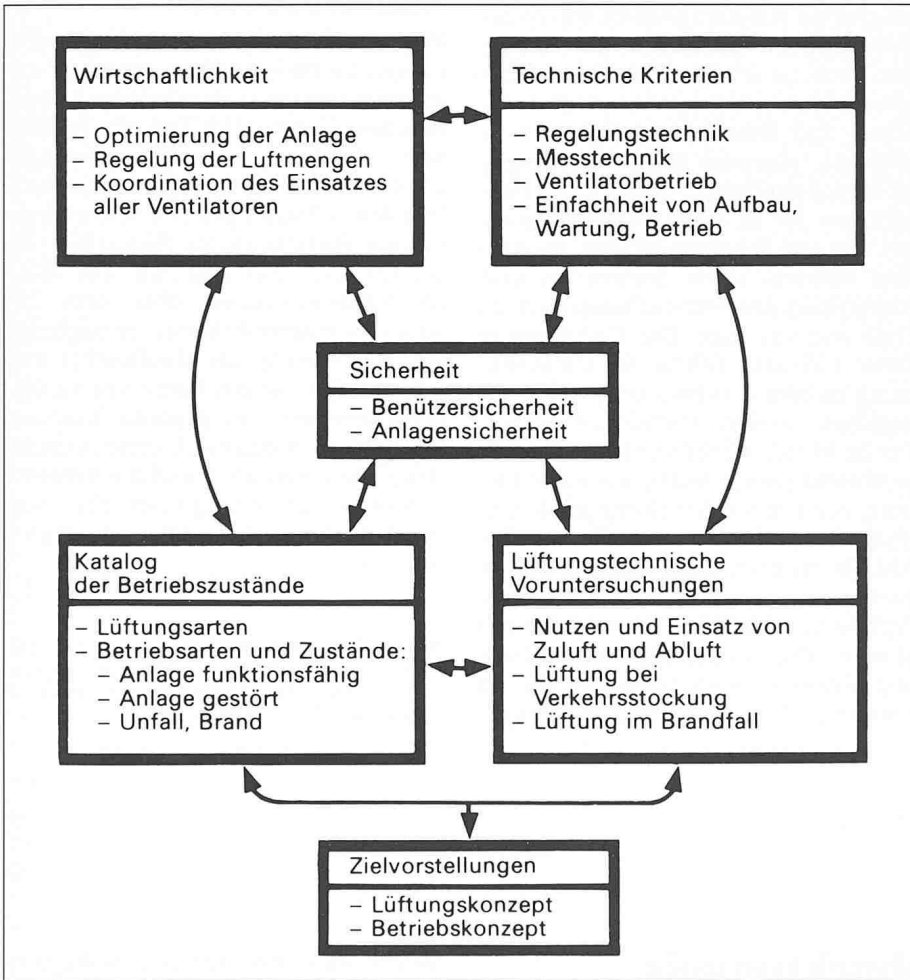 Wirtschaftlichkeit
– Optimierung der Anlage
– Regelung der Luftmengen
– Koordination des Einsatzes
aller Ventilatoren
Technische Kriterien
– Regelungstechnik
– Messtechnik
– Ventilatorbetrieb
– Einfachheit von Aufbau,
Wartung, Betrieb
Sicherheit
– Benützersicherheit
Anlagensicherheit
Katalog
der Betriebszustände
– Lüftungsarten
– Betriebsarten und Zustände:
– Anlage funktionsfähig
– Anlage gestört
– Unfall, Brand
Lüftungstechnische
Voruntersuchungen
– Nutzen und Einsatz von
Zuluft und Abluft
– Lüftung bei
Verkehrsstockung
– Lüftung im Brandfall
Zielvorstellungen
– Lüftungskonzept
– Betriebskonzept